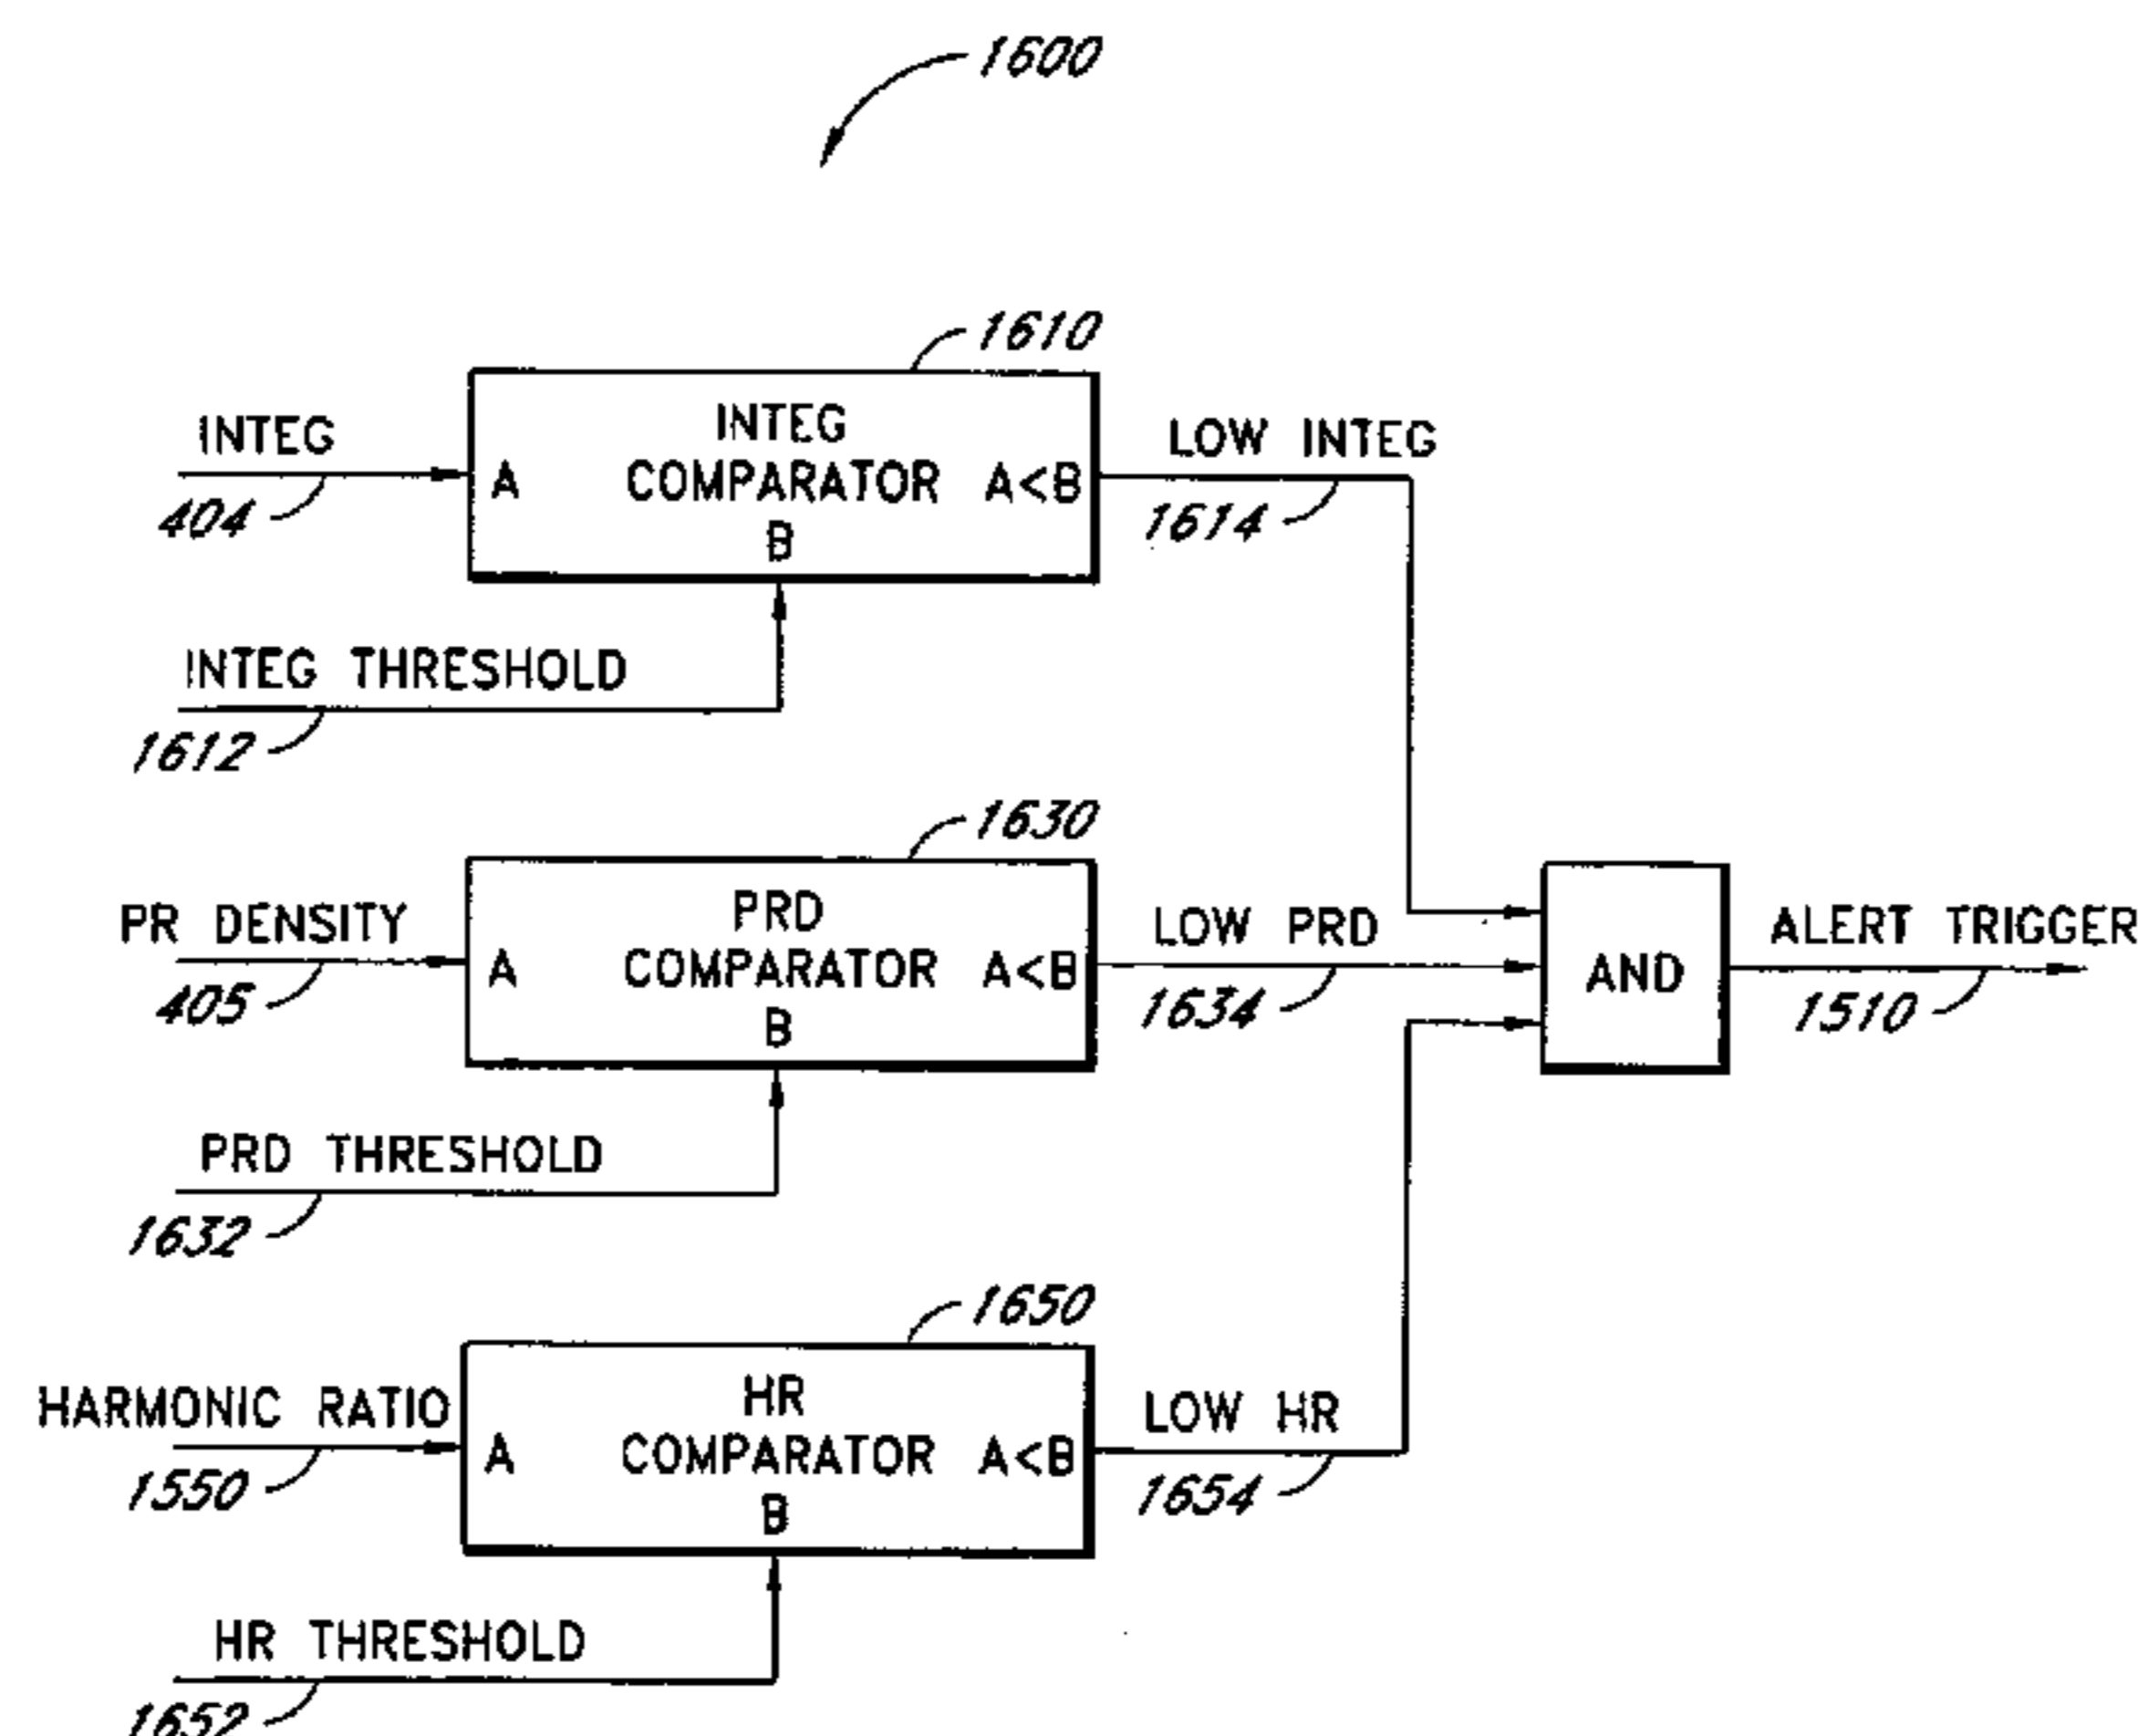 1600
1610
INTEG
404
A
INTEG
COMPARATOR
B
A<B
LOW INTEG
1614
INTEG THRESHOLD
1612
1630
PR DENSITY
405
A
PRD
COMPARATOR
B
A<B
LOW PRD
1634
AND
ALERT TRIGGER
1510
PRD THRESHOLD
1632
1650
HARMONIC RATIO
1550
A
HR
COMPARATOR
B
A<B
LOW HR
1654
HR THRESHOLD
1652